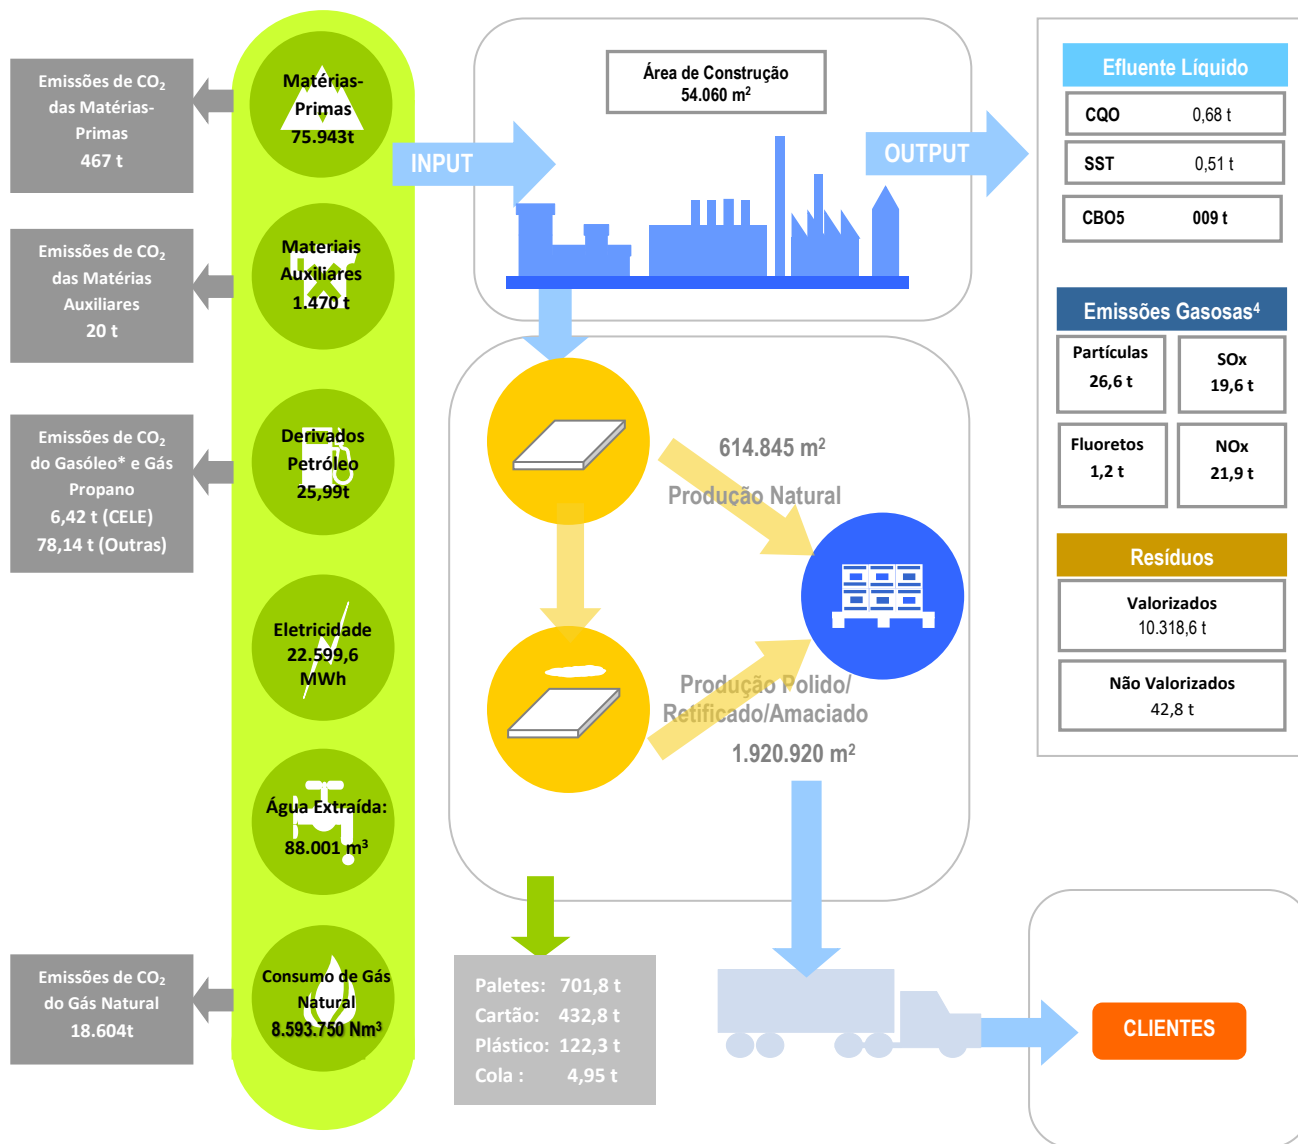 Emissões de CO₂
das Matérias-
Primas
467 t
Emissões de CO₂
das Matérias
Auxiliares
20 t
Emissões de CO₂
do Gasóleo* e Gás
Propano
6,42 t (CELE)
78,14 t (Outras)
Emissões de CO₂
do Gás Natural
18.604t
Matérias-
Primas
75.943t
Materiais
Auxiliares
1.470 t
Derivados
Petróleo
25,99t
Eletricidade
22.599,6
MWh
Água Extraída:
88.001 m³
Consumo de Gás
Natural
8.593.750 Nm³
INPUT
Área de Construção
54.060 m²
OUTPUT
614.845 m²
Produção Natural
Produção Polido/
Retificado/Amaciado
1.920.920 m²
Paletes: 701,8 t
Cartão: 432,8 t
Plástico: 122,3 t
Cola : 4,95 t
CLIENTES
Efluente Líquido
CQO 0,68 t
SST 0,51 t
CBO5 009 t
Emissões Gasosas⁴
Partículas
26,6 t
SOx
19,6 t
Fluoretos
1,2 t
NOx
21,9 t
Resíduos
Valorizados
10.318,6 t
Não Valorizados
42,8 t